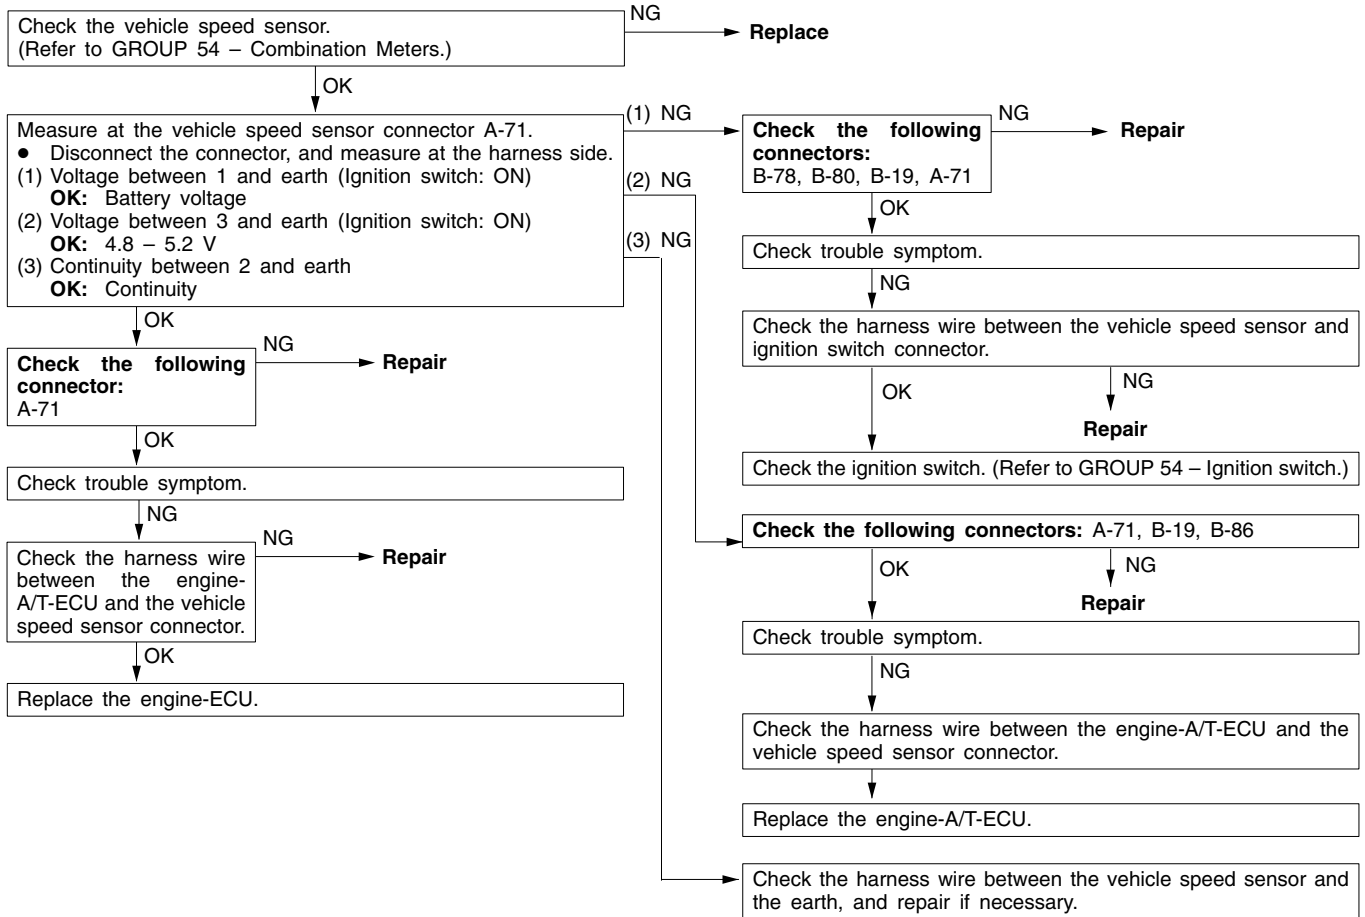 Check the vehicle speed sensor.
(Refer to GROUP 54 – Combination Meters.)
NG
Replace
OK
Measure at the vehicle speed sensor connector A-71.
● Disconnect the connector, and measure at the harness side.
(1) Voltage between 1 and earth (Ignition switch: ON)
OK: Battery voltage
(2) Voltage between 3 and earth (Ignition switch: ON)
OK: 4.8 – 5.2 V
(3) Continuity between 2 and earth
OK: Continuity
OK
Check the following
connector:
A-71
NG
Repair
OK
Check trouble symptom.
NG
Check the harness wire
between the engine-
A/T-ECU and the vehicle
speed sensor connector.
NG
Repair
OK
Replace the engine-ECU.
(1) NG
Check the following
connectors:
B-78, B-80, B-19, A-71
NG
Repair
OK
Check trouble symptom.
NG
Check the harness wire between the vehicle speed sensor and
ignition switch connector.
OK
NG
Repair
Check the ignition switch. (Refer to GROUP 54 – Ignition switch.)
(2) NG
Check the following connectors: A-71, B-19, B-86
OK
NG
Repair
Check trouble symptom.
NG
Check the harness wire between the engine-A/T-ECU and the
vehicle speed sensor connector.
Replace the engine-A/T-ECU.
(3) NG
Check the harness wire between the vehicle speed sensor and
the earth, and repair if necessary.